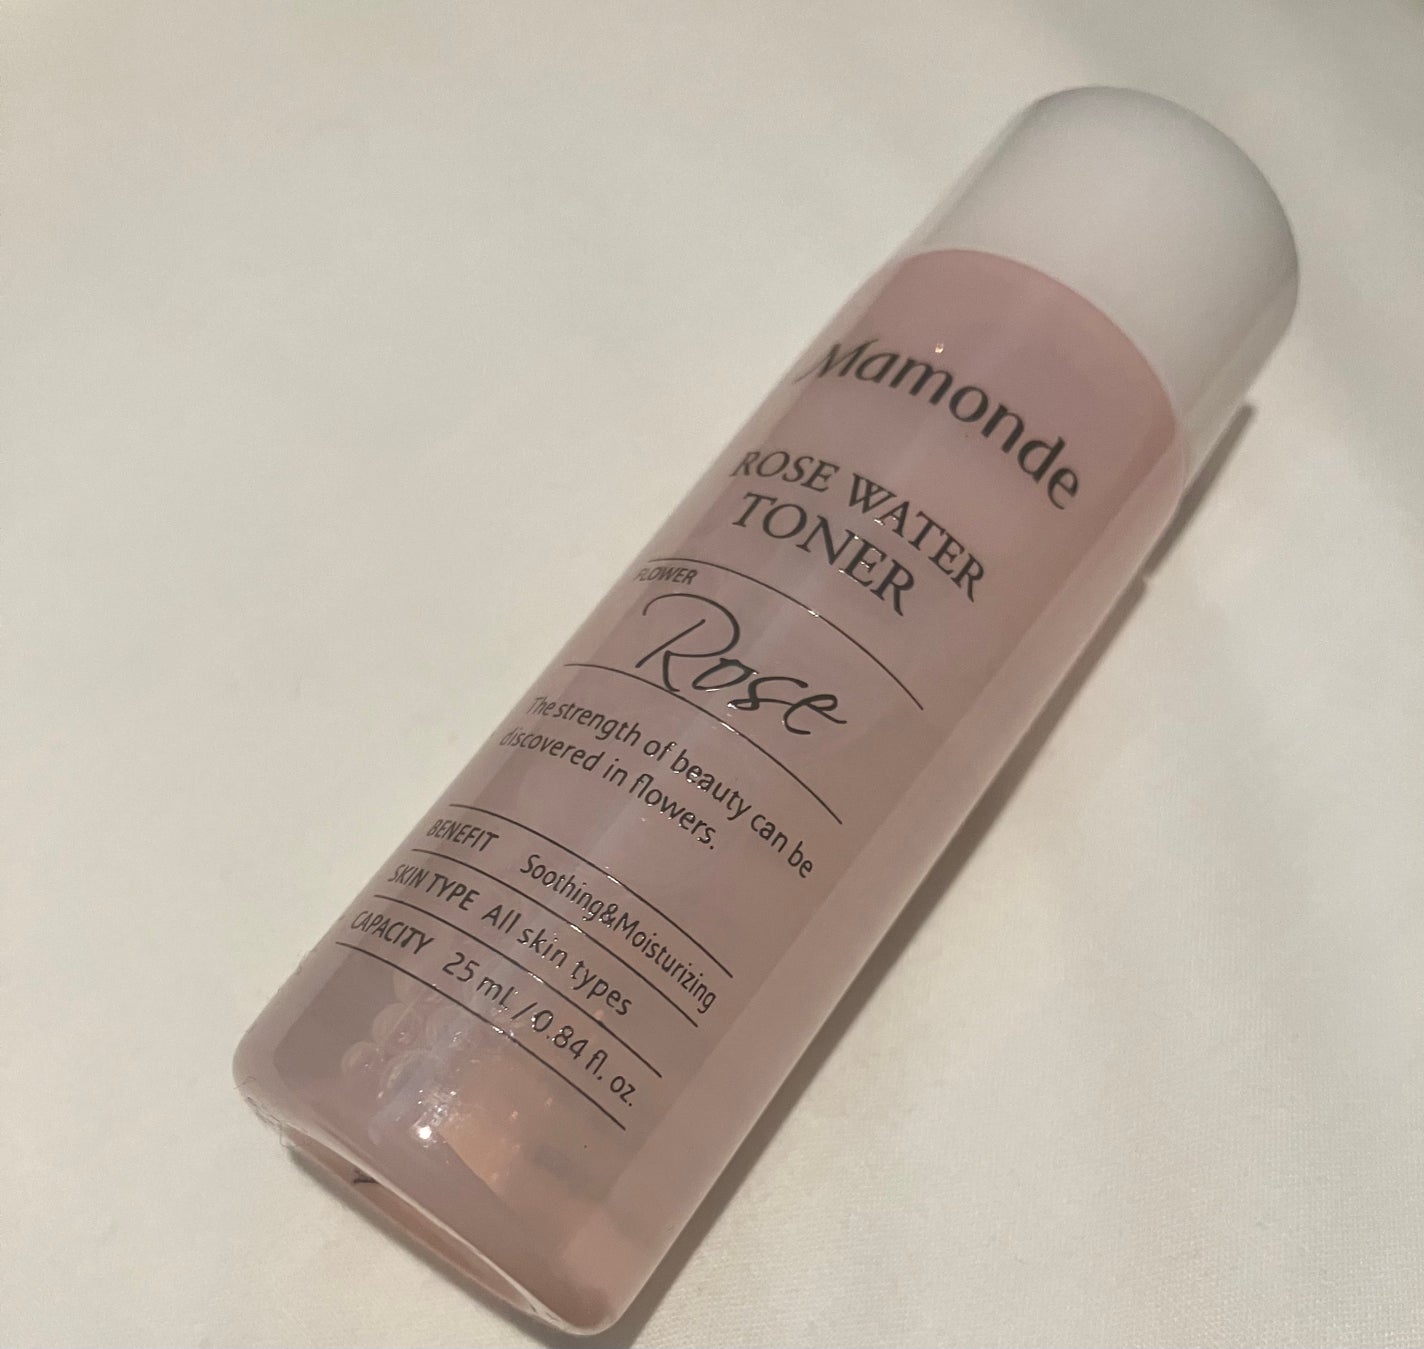 Mamonde
ROSE WATER
TONER
FLOWER
Rose
The strength of beauty can be
discovered in flowers.
BENEFIT Soothing&Moisturizing
SKIN TYPE All skin types
CAPACITY 25 mL / 0.84 fl. oz.